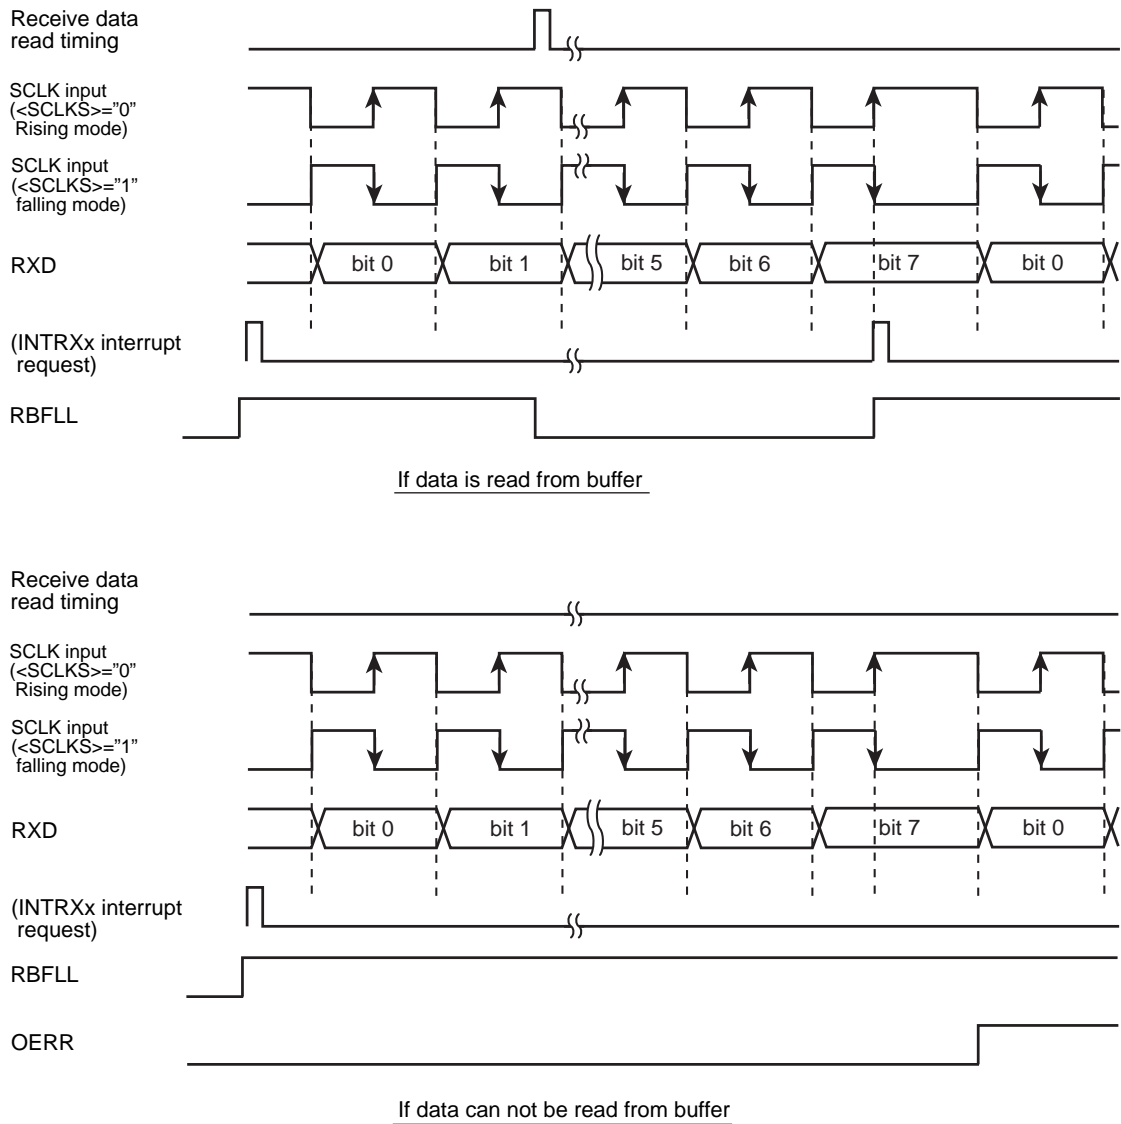 Receive data
read timing
SCLK input
(<SCLKS>="0"
Rising mode)
SCLK input
(<SCLKS>="1"
falling mode)
RXD
bit 0
bit 1
bit 5
bit 6
bit 7
bit 0
(INTRXx interrupt
request)
RBFLL
If data is read from buffer
Receive data
read timing
SCLK input
(<SCLKS>="0"
Rising mode)
SCLK input
(<SCLKS>="1"
falling mode)
RXD
bit 0
bit 1
bit 5
bit 6
bit 7
bit 0
(INTRXx interrupt
request)
RBFLL
OERR
If data can not be read from buffer